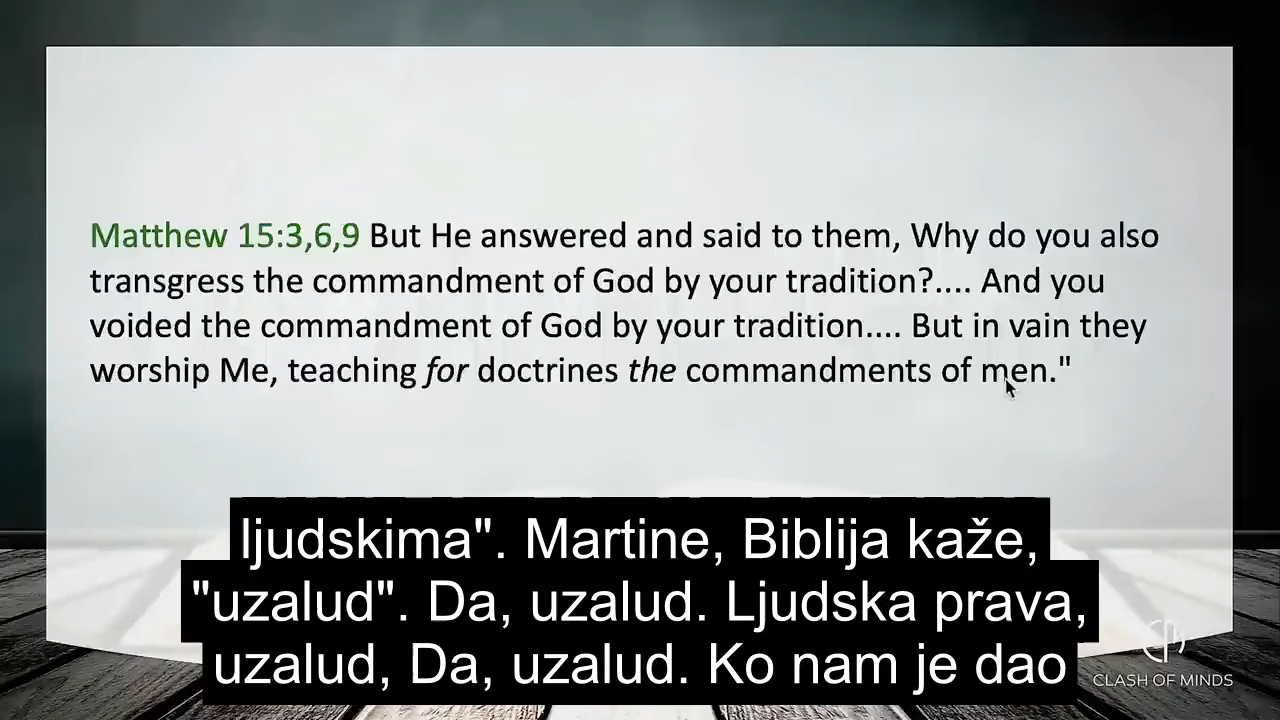 Matthew 15:3,6,9 But He answered and said to them, Why do you also
transgress the commandment of God by your tradition?.... And you
voided the commandment of God by your tradition.... But in vain they
worship Me, teaching for doctrines the commandments of men."
ljudskima". Martine, Biblija kaže,
"uzalud". Da, uzalud. Ljudska prava,
uzalud, Da, uzalud. Ko nam je dao
CLASH OF MINDS